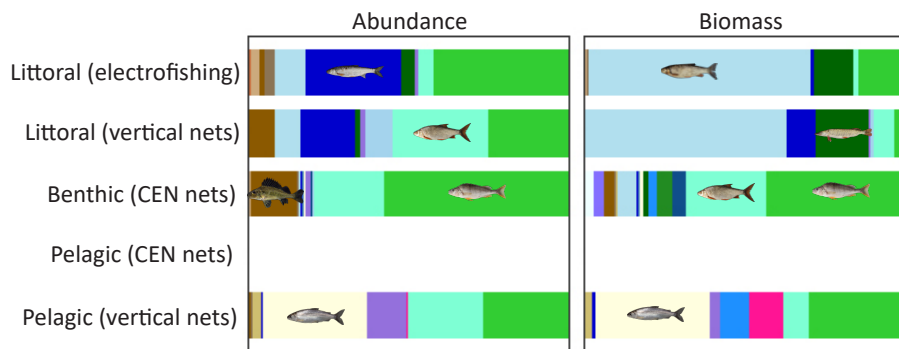 Abundance
Biomass
Littoral (electrofishing)
Littoral (vertical nets)
Benthic (CEN nets)
Pelagic (CEN nets)
Pelagic (vertical nets)